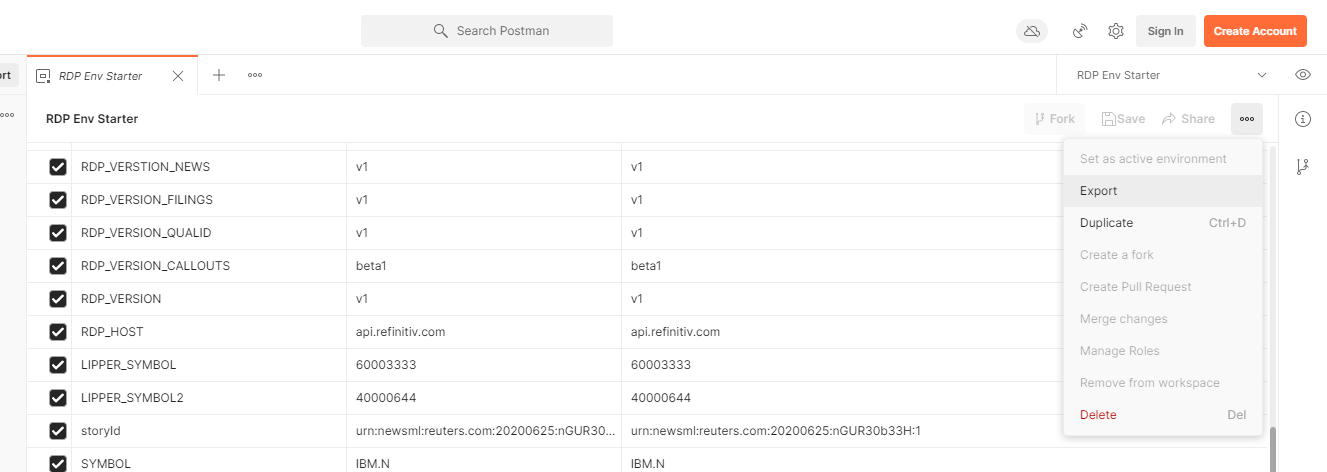 Search Postman
Sign In
Create Account
ort
RDP Env Starter
RDP Env Starter
RDP Env Starter
Fork
Save
Share
Set as active environment
Export
Duplicate Ctrl+D
Create a fork
Create Pull Request
Merge changes
Manage Roles
Remove from workspace
Delete Del
RDP_VERSTION_NEWS v1 v1
RDP_VERSION_FILINGS v1 v1
RDP_VERSION_QUALID v1 v1
RDP_VERSION_CALLOUTS beta1 beta1
RDP_VERSION v1 v1
RDP_HOST api.refinitiv.com api.refinitiv.com
LIPPER_SYMBOL 60003333 60003333
LIPPER_SYMBOL2 40000644 40000644
storyId urn:newsml:reuters.com:20200625:nGUR30... urn:newsml:reuters.com:20200625:nGUR30b33H:1
SYMBOL IBM.N IBM.N